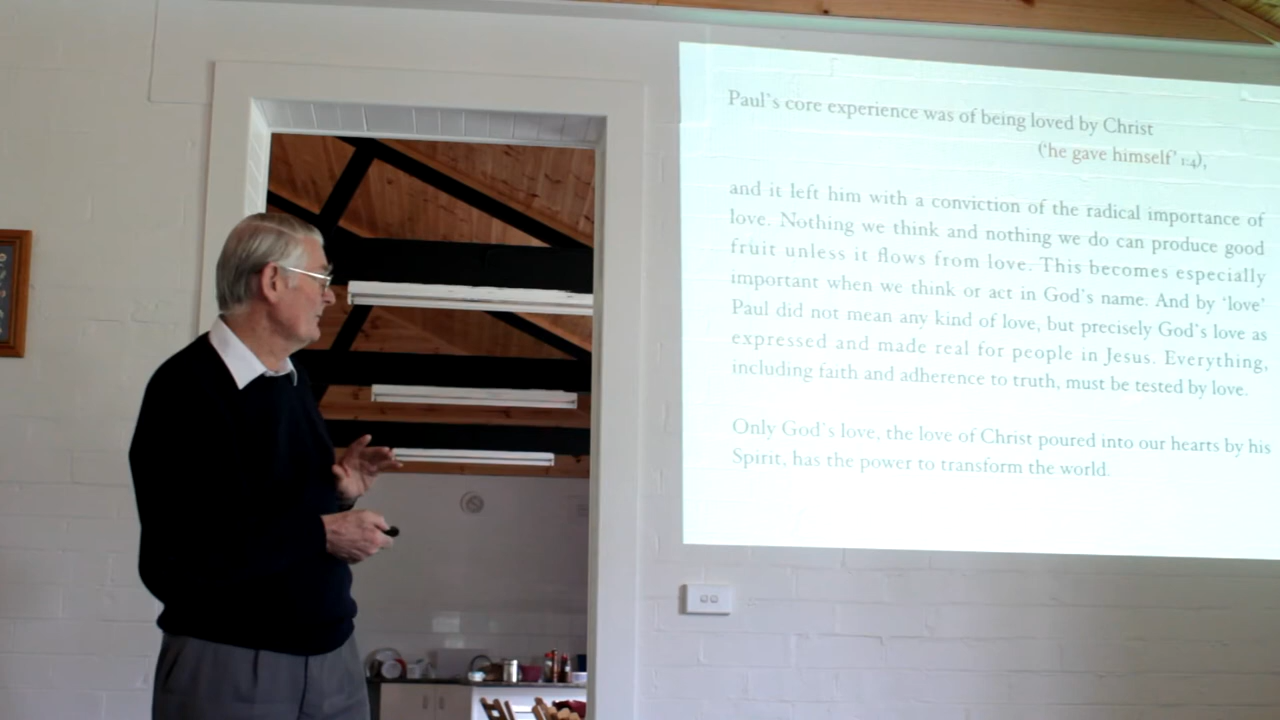 Paul's core experience was of being loved by Christ
('he gave himself' 1:4),
and it left him with a conviction of the radical importance of
love. Nothing we think and nothing we do can produce good
fruit unless it flows from love. This becomes especially
important when we think or act in God's name. And by 'love'
Paul did not mean any kind of love, but precisely God's love as
expressed and made real for people in Jesus. Everything,
including faith and adherence to truth, must be tested by love.
Only God's love, the love of Christ poured into our hearts by his
Spirit, has the power to transform the world.